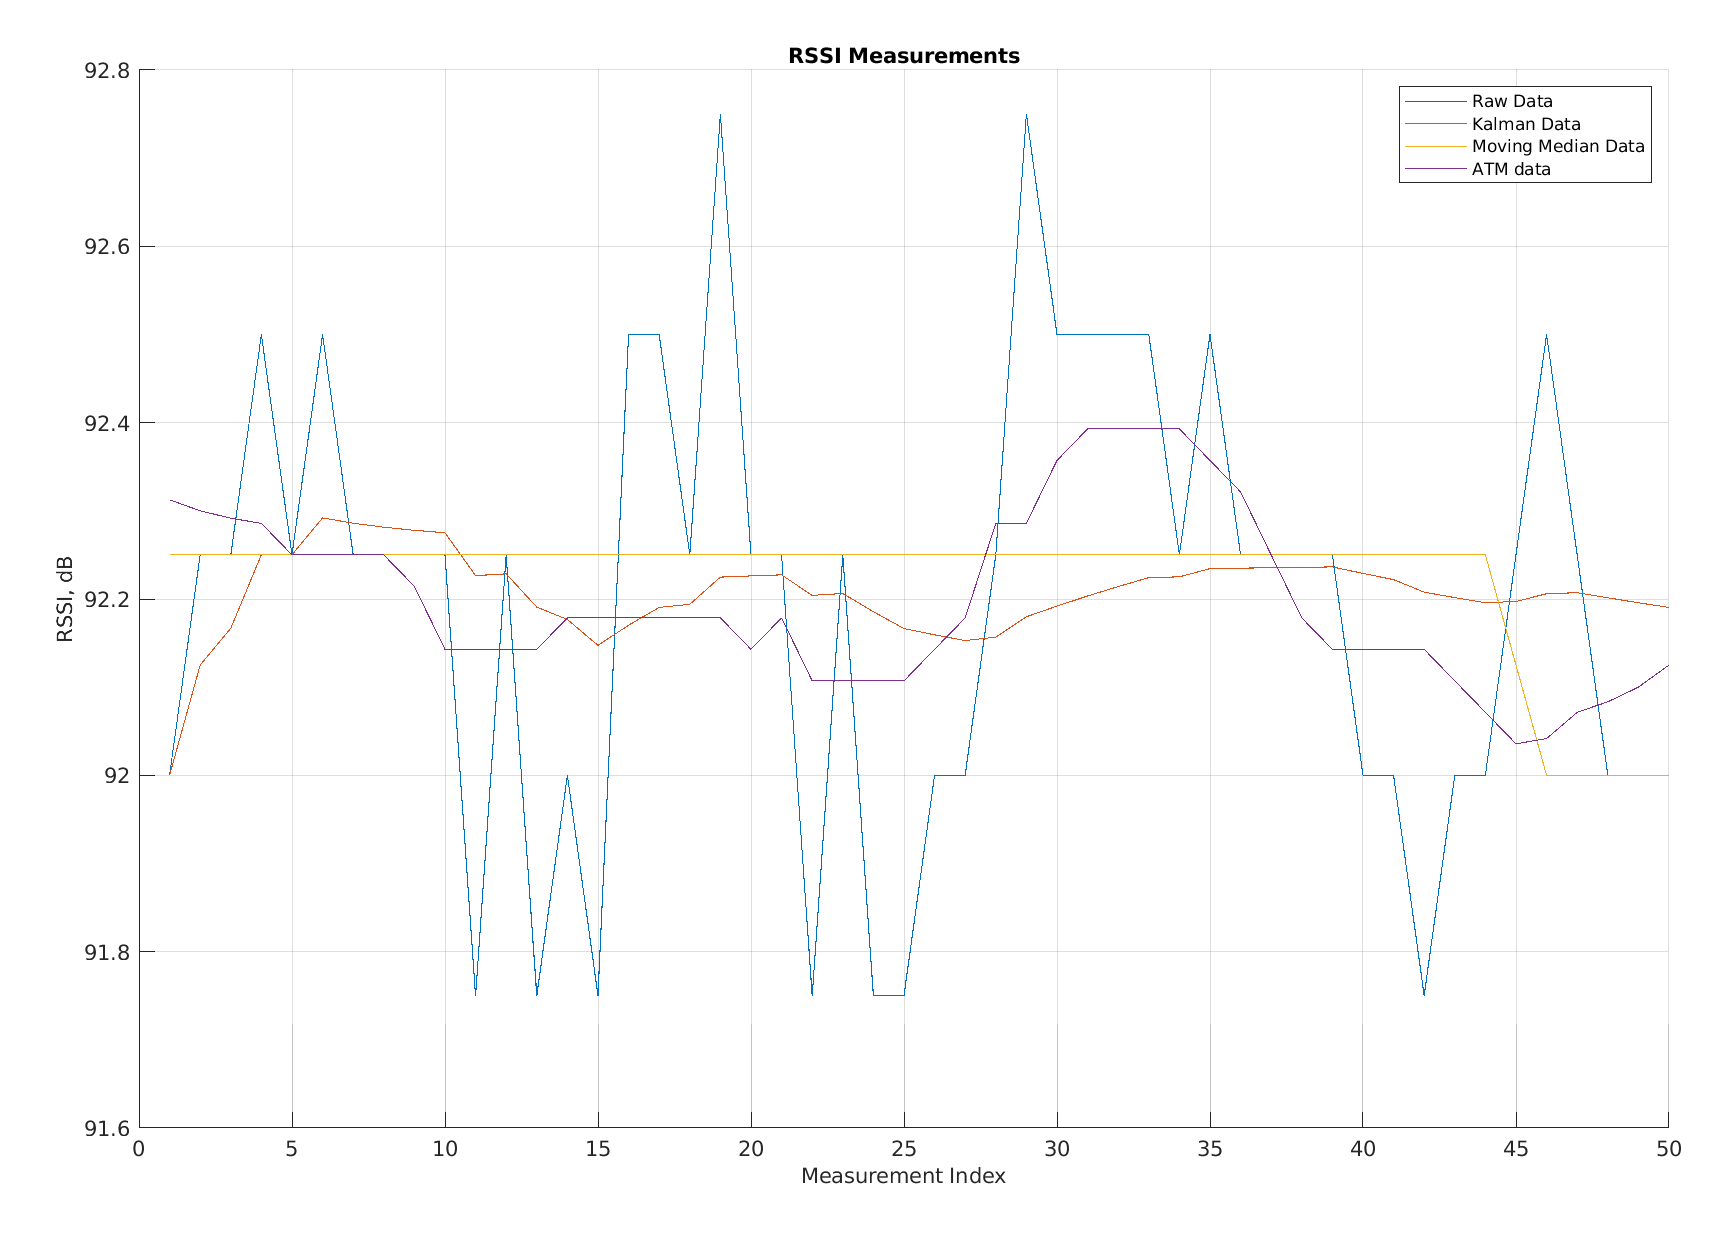 RSSI Measurements
92.8
92.6
92.4
92.2
92
91.8
91.6
RSSI, dB
Raw Data
Kalman Data
Moving Median Data
ATM data
0 5 10 15 20 25 30 35 40 45 50
Measurement Index